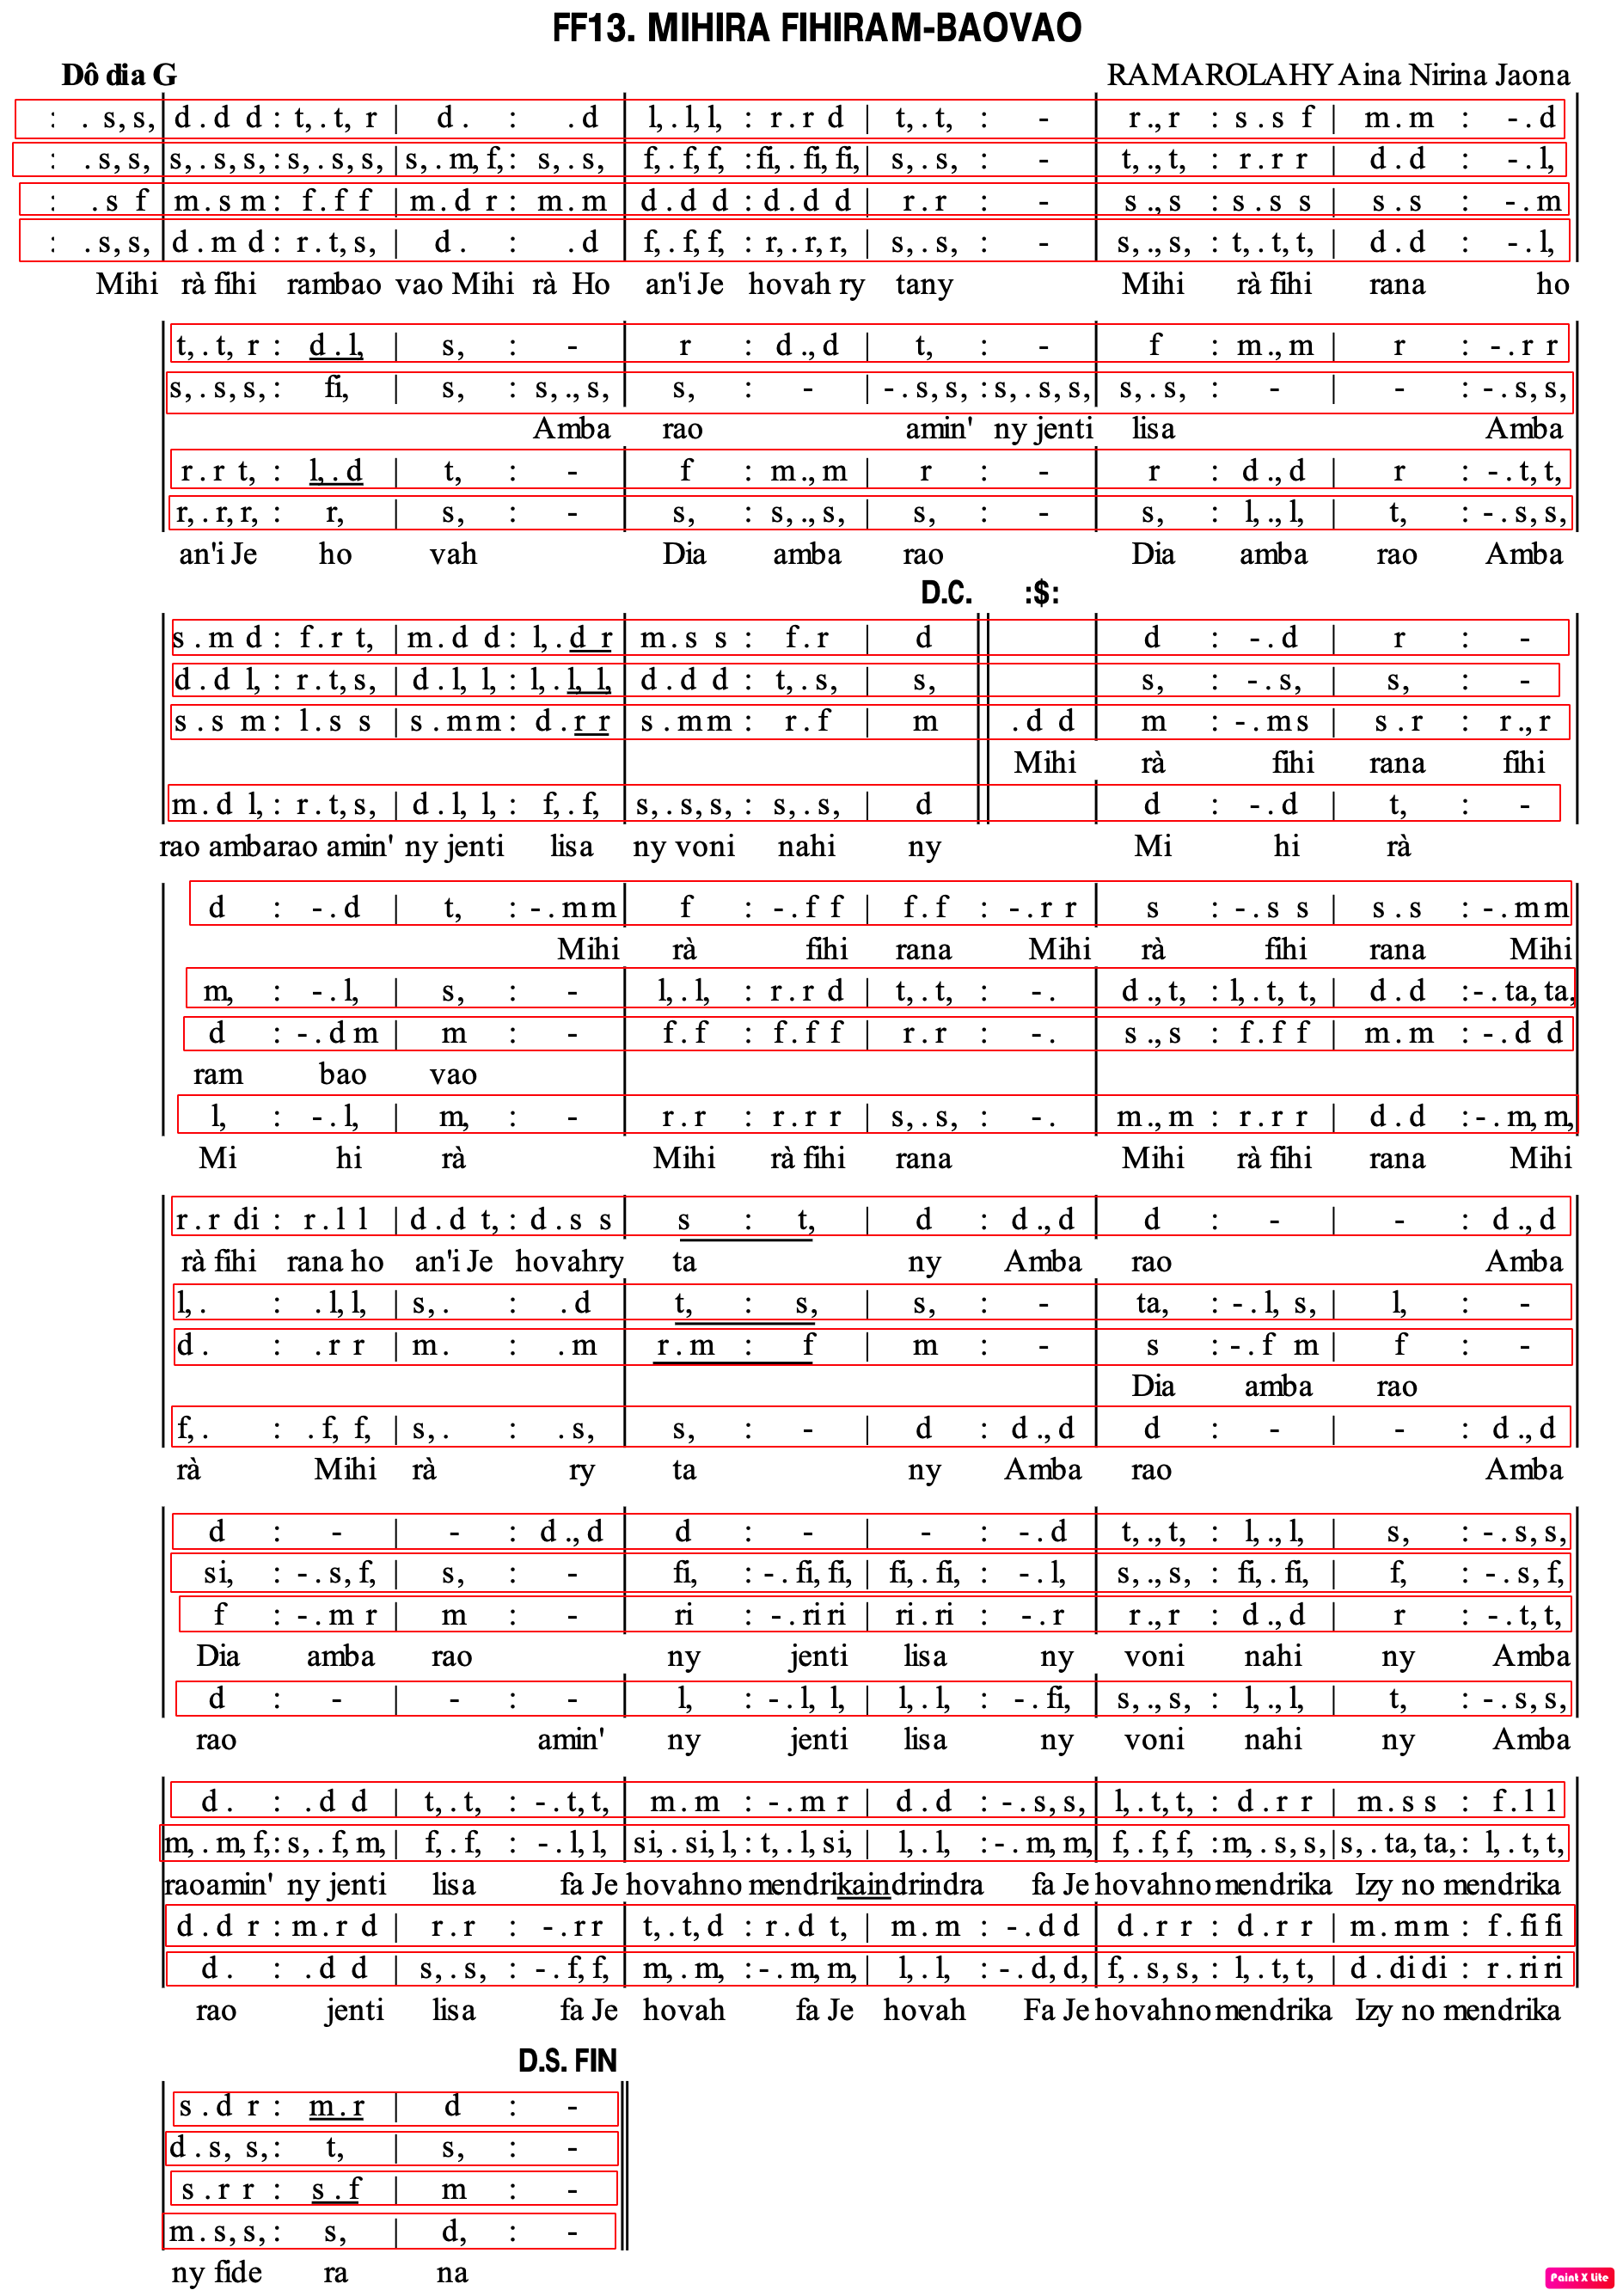 FF13. MIHIRA FIHIRAM-BAOVAO
Dô dia G
RAMAROLAHY Aina Nirina Jaona
: . s, s, | d . d d : t, . t, r | d . : . d | l, . l, l, : r . r d | t, . t, : - | r ., r : s . s f | m . m : - . d
: . s, s, | s, . s, s, : s, . s, s, | s, . m, f, : s, . s, | f, . f, f, : fi, . fi, fi, | s, . s, : - | t, ., t, : r . r r | d . d : - . l,
: . s f | m . s m : f . f f | m . d r : m . m | d . d d : d . d d | r . r : - | s ., s : s . s s | s . s : - . m
: . s, s, | d . m d : r . t, s, | d . : . d | f, . f, f, : r, . r, r, | s, . s, : - | s, ., s, : t, . t, t, | d . d : - . l,
Mihi rà fihi rambao vao Mihi rà Ho an'i Je hovah ry tany Mihi rà fihi rana ho
| t, . t, r : d . l, | s, : - | r : d ., d | t, : - | f : m ., m | r : - . r r |
| s, . s, s, : fi, | s, : s, ., s, | s, : - | - . s, s, : s, . s, s, | s, . s, : - | - : - . s, s, |
Amba rao amin' ny jenti lisa Amba
| r . r t, : l, . d | t, : - | f : m ., m | r : - | r : d ., d | r : - . t, t, |
| r, . r, r, : r, | s, : - | s, : s, ., s, | s, : - | s, : l, ., l, | t, : - . s, s, |
an'i Je ho vah Dia amba rao Dia amba rao Amba
D.C. :$:
| s . m d : f . r t, | m . d d : l, . d r | m . s s : f . r | d || | d : - . d | r : - |
| d . d l, : r . t, s, | d . l, l, : l, . l, l, | d . d d : t, . s, | s, || | s, : - . s, | s, : - |
| s . s m : l . s s | s . m m : d . r r | s . m m : r . f | m || . d d | m : - . m s | s . r : r ., r |
Mihi rà fihi rana fihi
| m . d l, : r . t, s, | d . l, l, : f, . f, | s, . s, s, : s, . s, | d || | d : - . d | t, : - |
rao ambarao amin' ny jenti lisa ny voni nahi ny Mi hi rà
| d : - . d | t, : - . m m | f : - . f f | f . f : - . r r | s : - . s s | s . s : - . m m |
Mihi rà fihi rana Mihi rà fihi rana Mihi
| m, : - . l, | s, : - | l, . l, : r . r d | t, . t, : - . | d ., t, : l, . t, t, | d . d : - . ta, ta, |
| d : - . d m | m : - | f . f : f . f f | r . r : - . | s ., s : f . f f | m . m : - . d d |
ram bao vao
| l, : - . l, | m, : - | r . r : r . r r | s, . s, : - . | m ., m : r . r r | d . d : - . m, m, |
Mi hi rà Mihi rà fihi rana Mihi rà fihi rana Mihi
| r . r di : r . l l | d . d t, : d . s s | s : t, | d : d ., d | d : - | - : d ., d |
rà fihi rana ho an'i Je hovahry ta ny Amba rao Amba
| l, . : . l, l, | s, . : . d | t, : s, | s, : - | ta, : - . l, s, | l, : - |
| d . : . r r | m . : . m | r . m : f | m : - | s : - . f m | f : - |
Dia amba rao
| f, . : . f, f, | s, . : . s, | s, : - | d : d ., d | d : - | - : d ., d |
rà Mihi rà ry ta ny Amba rao Amba
| d : - | - : d ., d | d : - | - : - . d | t, ., t, : l, ., l, | s, : - . s, s, |
| si, : - . s, f, | s, : - | fi, : - . fi, fi, | fi, . fi, : - . l, | s, ., s, : fi, . fi, | f, : - . s, f, |
| f : - . m r | m : - | ri : - . ri ri | ri . ri : - . r | r ., r : d ., d | r : - . t, t, |
Dia amba rao ny jenti lisa ny voni nahi ny Amba
| d : - | - : - | l, : - . l, l, | l, . l, : - . fi, | s, ., s, : l, ., l, | t, : - . s, s, |
rao amin' ny jenti lisa ny voni nahi ny Amba
| d . : . d d | t, . t, : - . t, t, | m . m : - . m r | d . d : - . s, s, | l, . t, t, : d . r r | m . s s : f . l l |
| m, . m, f, : s, . f, m, | f, . f, : - . l, l, | si, . si, l, : t, . l, si, | l, . l, : - . m, m, | f, . f, f, : m, . s, s, | s, . ta, ta, : l, . t, t, |
raoamin' ny jenti lisa fa Je hovahno mendrikaindrindra fa Je hovahno mendrika Izy no mendrika
| d . d r : m . r d | r . r : - . r r | t, . t, d : r . d t, | m . m : - . d d | d . r r : d . r r | m . m m : f . fi fi |
| d . : . d d | s, . s, : - . f, f, | m, . m, : - . m, m, | l, . l, : - . d, d, | f, . s, s, : l, . t, t, | d . di di : r . ri ri |
rao jenti lisa fa Je hovah fa Je hovah Fa Je hovahno mendrika Izy no mendrika
D.S. FIN
| s . d r : m . r | d : - ||
| d . s, s, : t, | s, : - ||
| s . r r : s . f | m : - ||
| m . s, s, : s, | d, : - ||
ny fide ra na
Paint X Lite